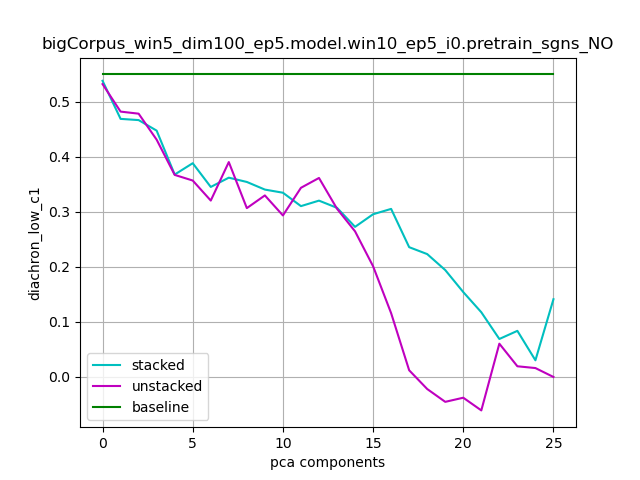 bigCorpus_win5_dim100_ep5.model.win10_ep5_i0.pretrain_sgns_NO
diachron_low_c1
0.5
0.4
0.3
0.2
0.1
0.0
stacked
unstacked
baseline
0 5 10 15 20 25
pca components